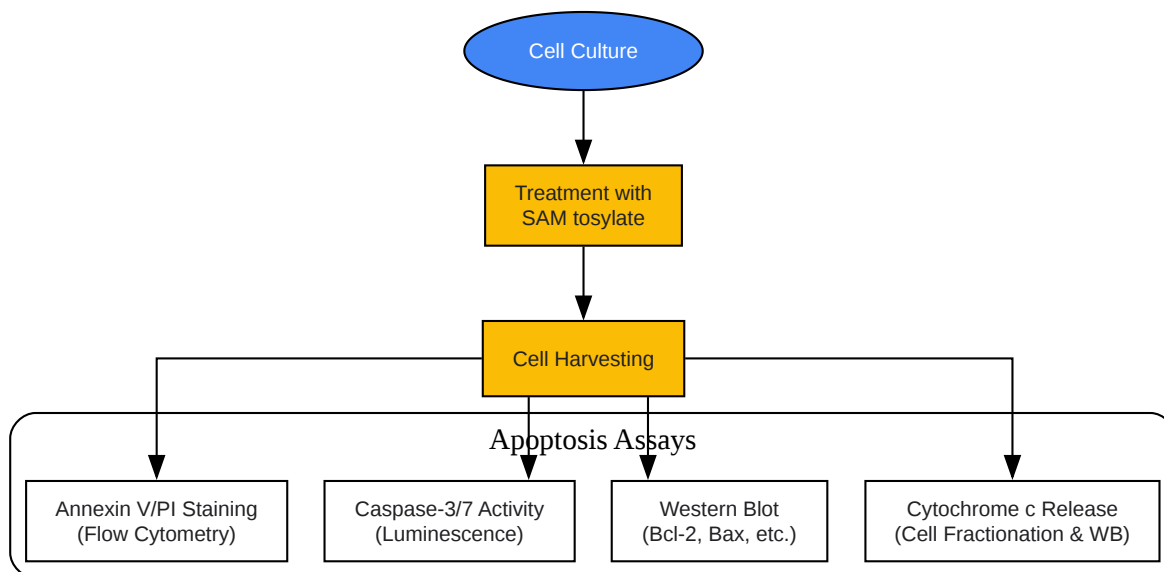 Cell Culture
Treatment with
SAM tosylate
Cell Harvesting
Apoptosis Assays
Annexin V/PI Staining
(Flow Cytometry)
Caspase-3/7 Activity
(Luminescence)
Western Blot
(Bcl-2, Bax, etc.)
Cytochrome c Release
(Cell Fractionation & WB)